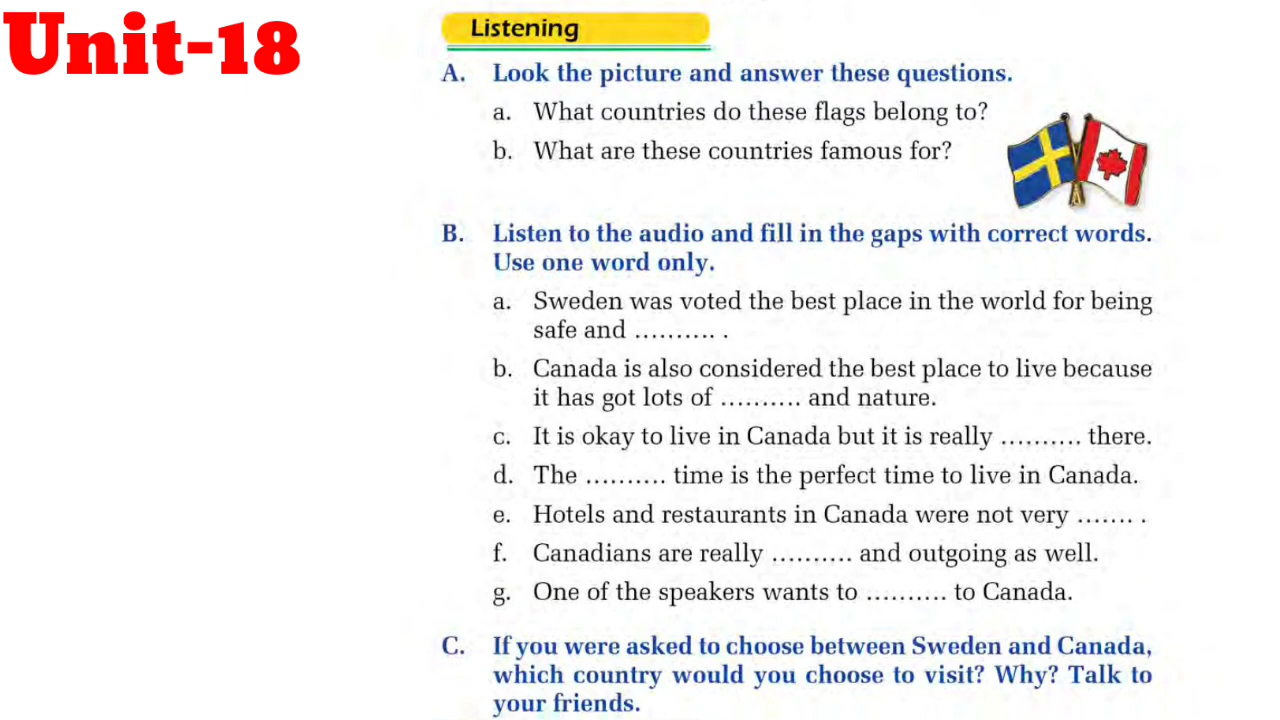 Unit-18
Listening
A. Look the picture and answer these questions.
a. What countries do these flags belong to?
b. What are these countries famous for?
B. Listen to the audio and fill in the gaps with correct words.
Use one word only.
a. Sweden was voted the best place in the world for being
safe and .......... .
b. Canada is also considered the best place to live because
it has got lots of .......... and nature.
c. It is okay to live in Canada but it is really .......... there.
d. The .......... time is the perfect time to live in Canada.
e. Hotels and restaurants in Canada were not very ....... .
f. Canadians are really .......... and outgoing as well.
g. One of the speakers wants to .......... to Canada.
C. If you were asked to choose between Sweden and Canada,
which country would you choose to visit? Why? Talk to
your friends.